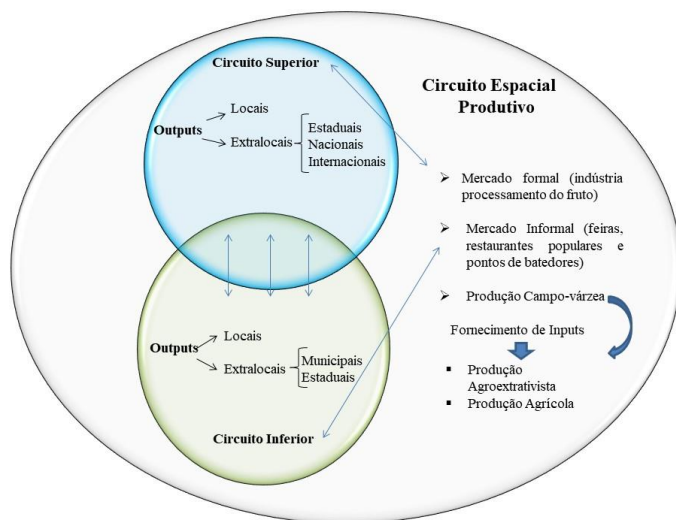 Circuito Superior
Outputs
Locais
Extralocais
Estaduais
Nacionais
Internacionais
Outputs
Locais
Extralocais
Municipais
Estaduais
Circuito Inferior
Circuito Espacial
Produtivo
Mercado formal (indústria
processamento do fruto)
Mercado Informal (feiras,
restaurantes populares e
pontos de batedores)
Produção Campo-várzea
Fornecimento de Inputs
Produção
Agroextrativista
Produção Agrícola